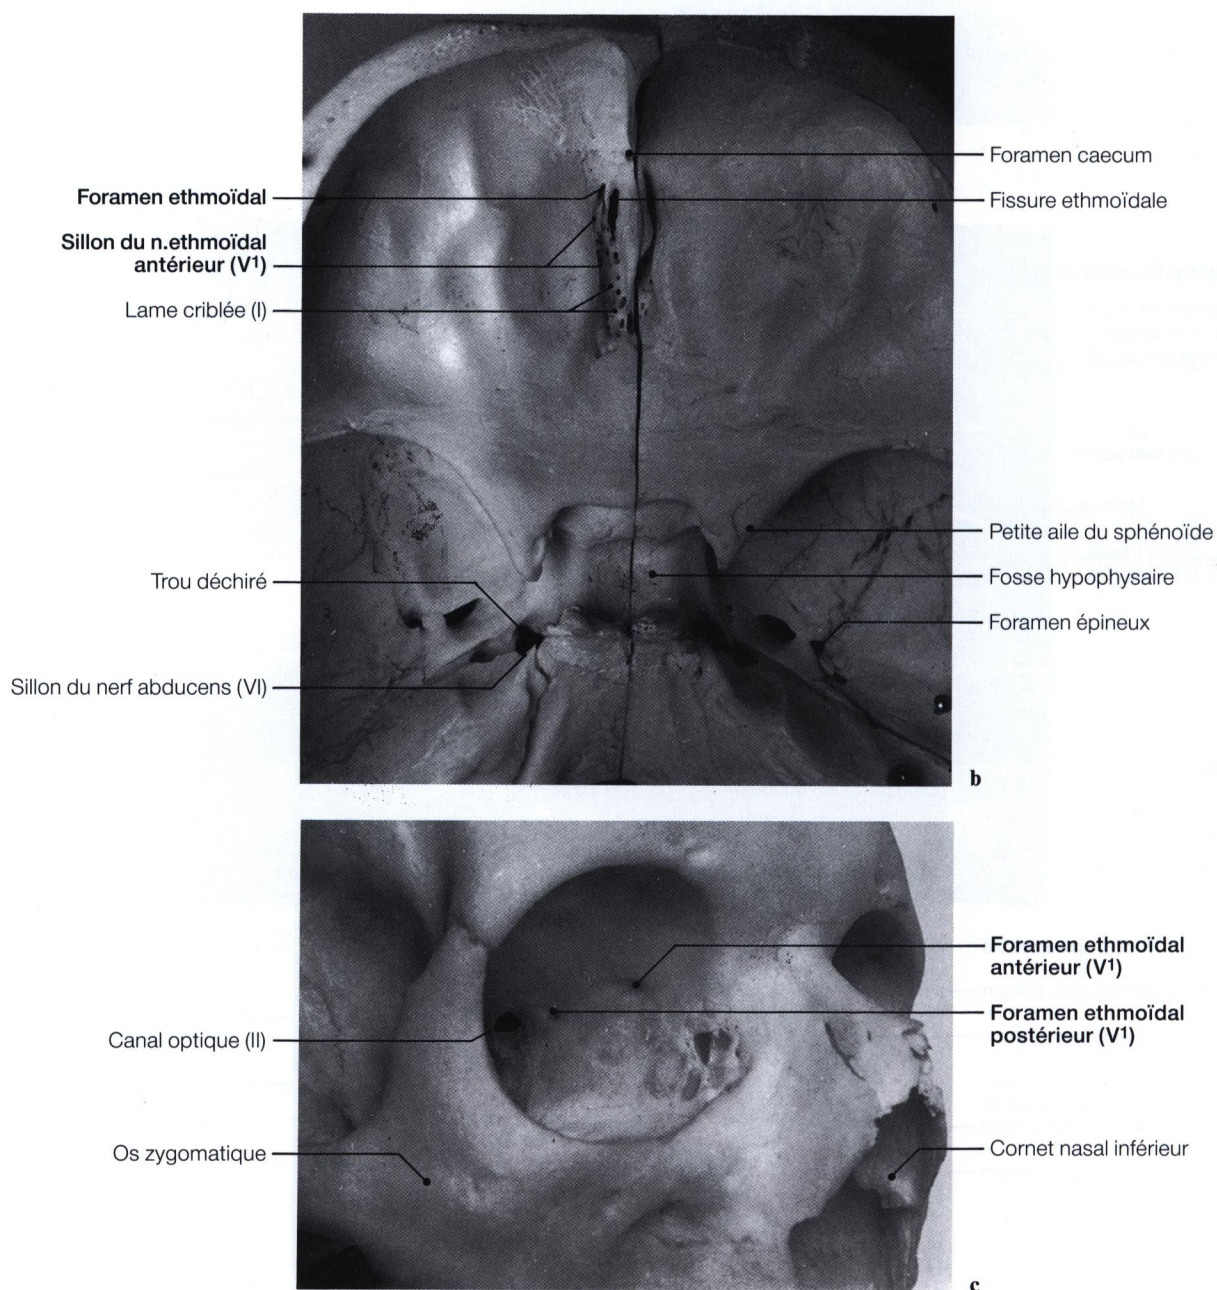 Foramen ethmoïdal
Sillon du n.ethmoïdal
antérieur (V¹)
Lame criblée (I)
Trou déchiré
Sillon du nerf abducens (VI)
Foramen caecum
Fissure ethmoïdale
Petite aile du sphénoïde
Fosse hypophysaire
Foramen épineux
b
Canal optique (II)
Os zygomatique
Foramen ethmoïdal
antérieur (V¹)
Foramen ethmoïdal
postérieur (V¹)
Cornet nasal inférieur
c